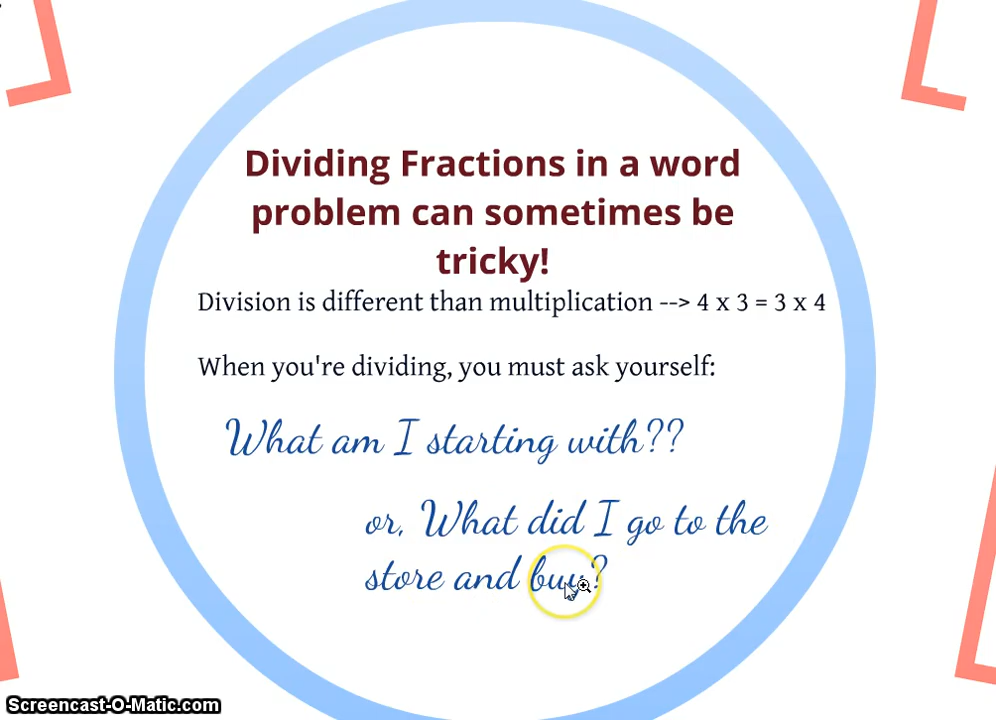 Dividing Fractions in a word
problem can sometimes be
tricky!
Division is different than multiplication --> 4 x 3 = 3 x 4
When you're dividing, you must ask yourself:
What am I starting with??
or, What did I go to the
store and buy?
Screencast-O-Matic.com